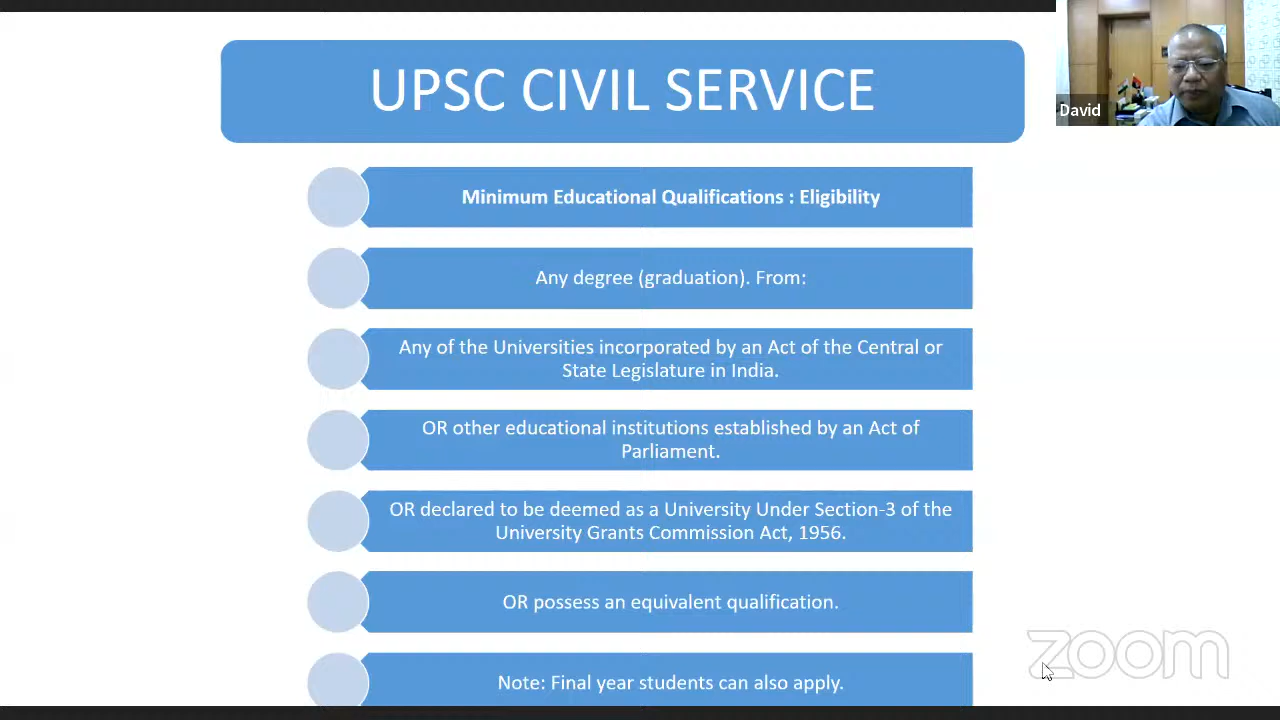 UPSC CIVIL SERVICE
David
Minimum Educational Qualifications : Eligibility
Any degree (graduation). From:
Any of the Universities incorporated by an Act of the Central or
State Legislature in India.
OR other educational institutions established by an Act of
Parliament.
OR declared to be deemed as a University Under Section-3 of the
University Grants Commission Act, 1956.
OR possess an equivalent qualification.
Note: Final year students can also apply.
zoom